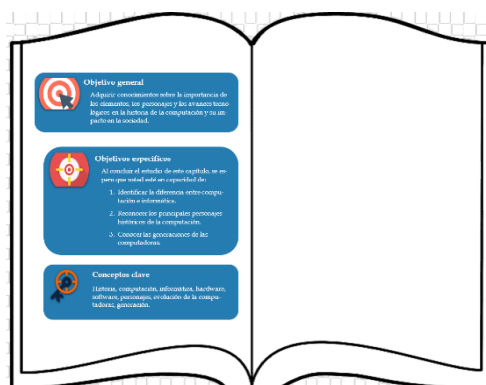 Objetivo general
Adquirir conocimientos sobre la importancia de
los elementos, los personajes y los avances tecno
lógicos en la historia de la computación y su im-
pacto en la sociedad.
Objetivos específicos
Al concluir el estudio de este capítulo, se es-
pera que usted esté en capacidad de:
1. Identificar la diferencia entre compu-
tación e informática.
2. Reconocer los principales personajes
históricos de la computación.
3. Conocer las generaciones de las
computadoras.
Conceptos clave
Historia, computación, informática, hardware,
software, personajes, evolución de la compu-
tadoras, generación.